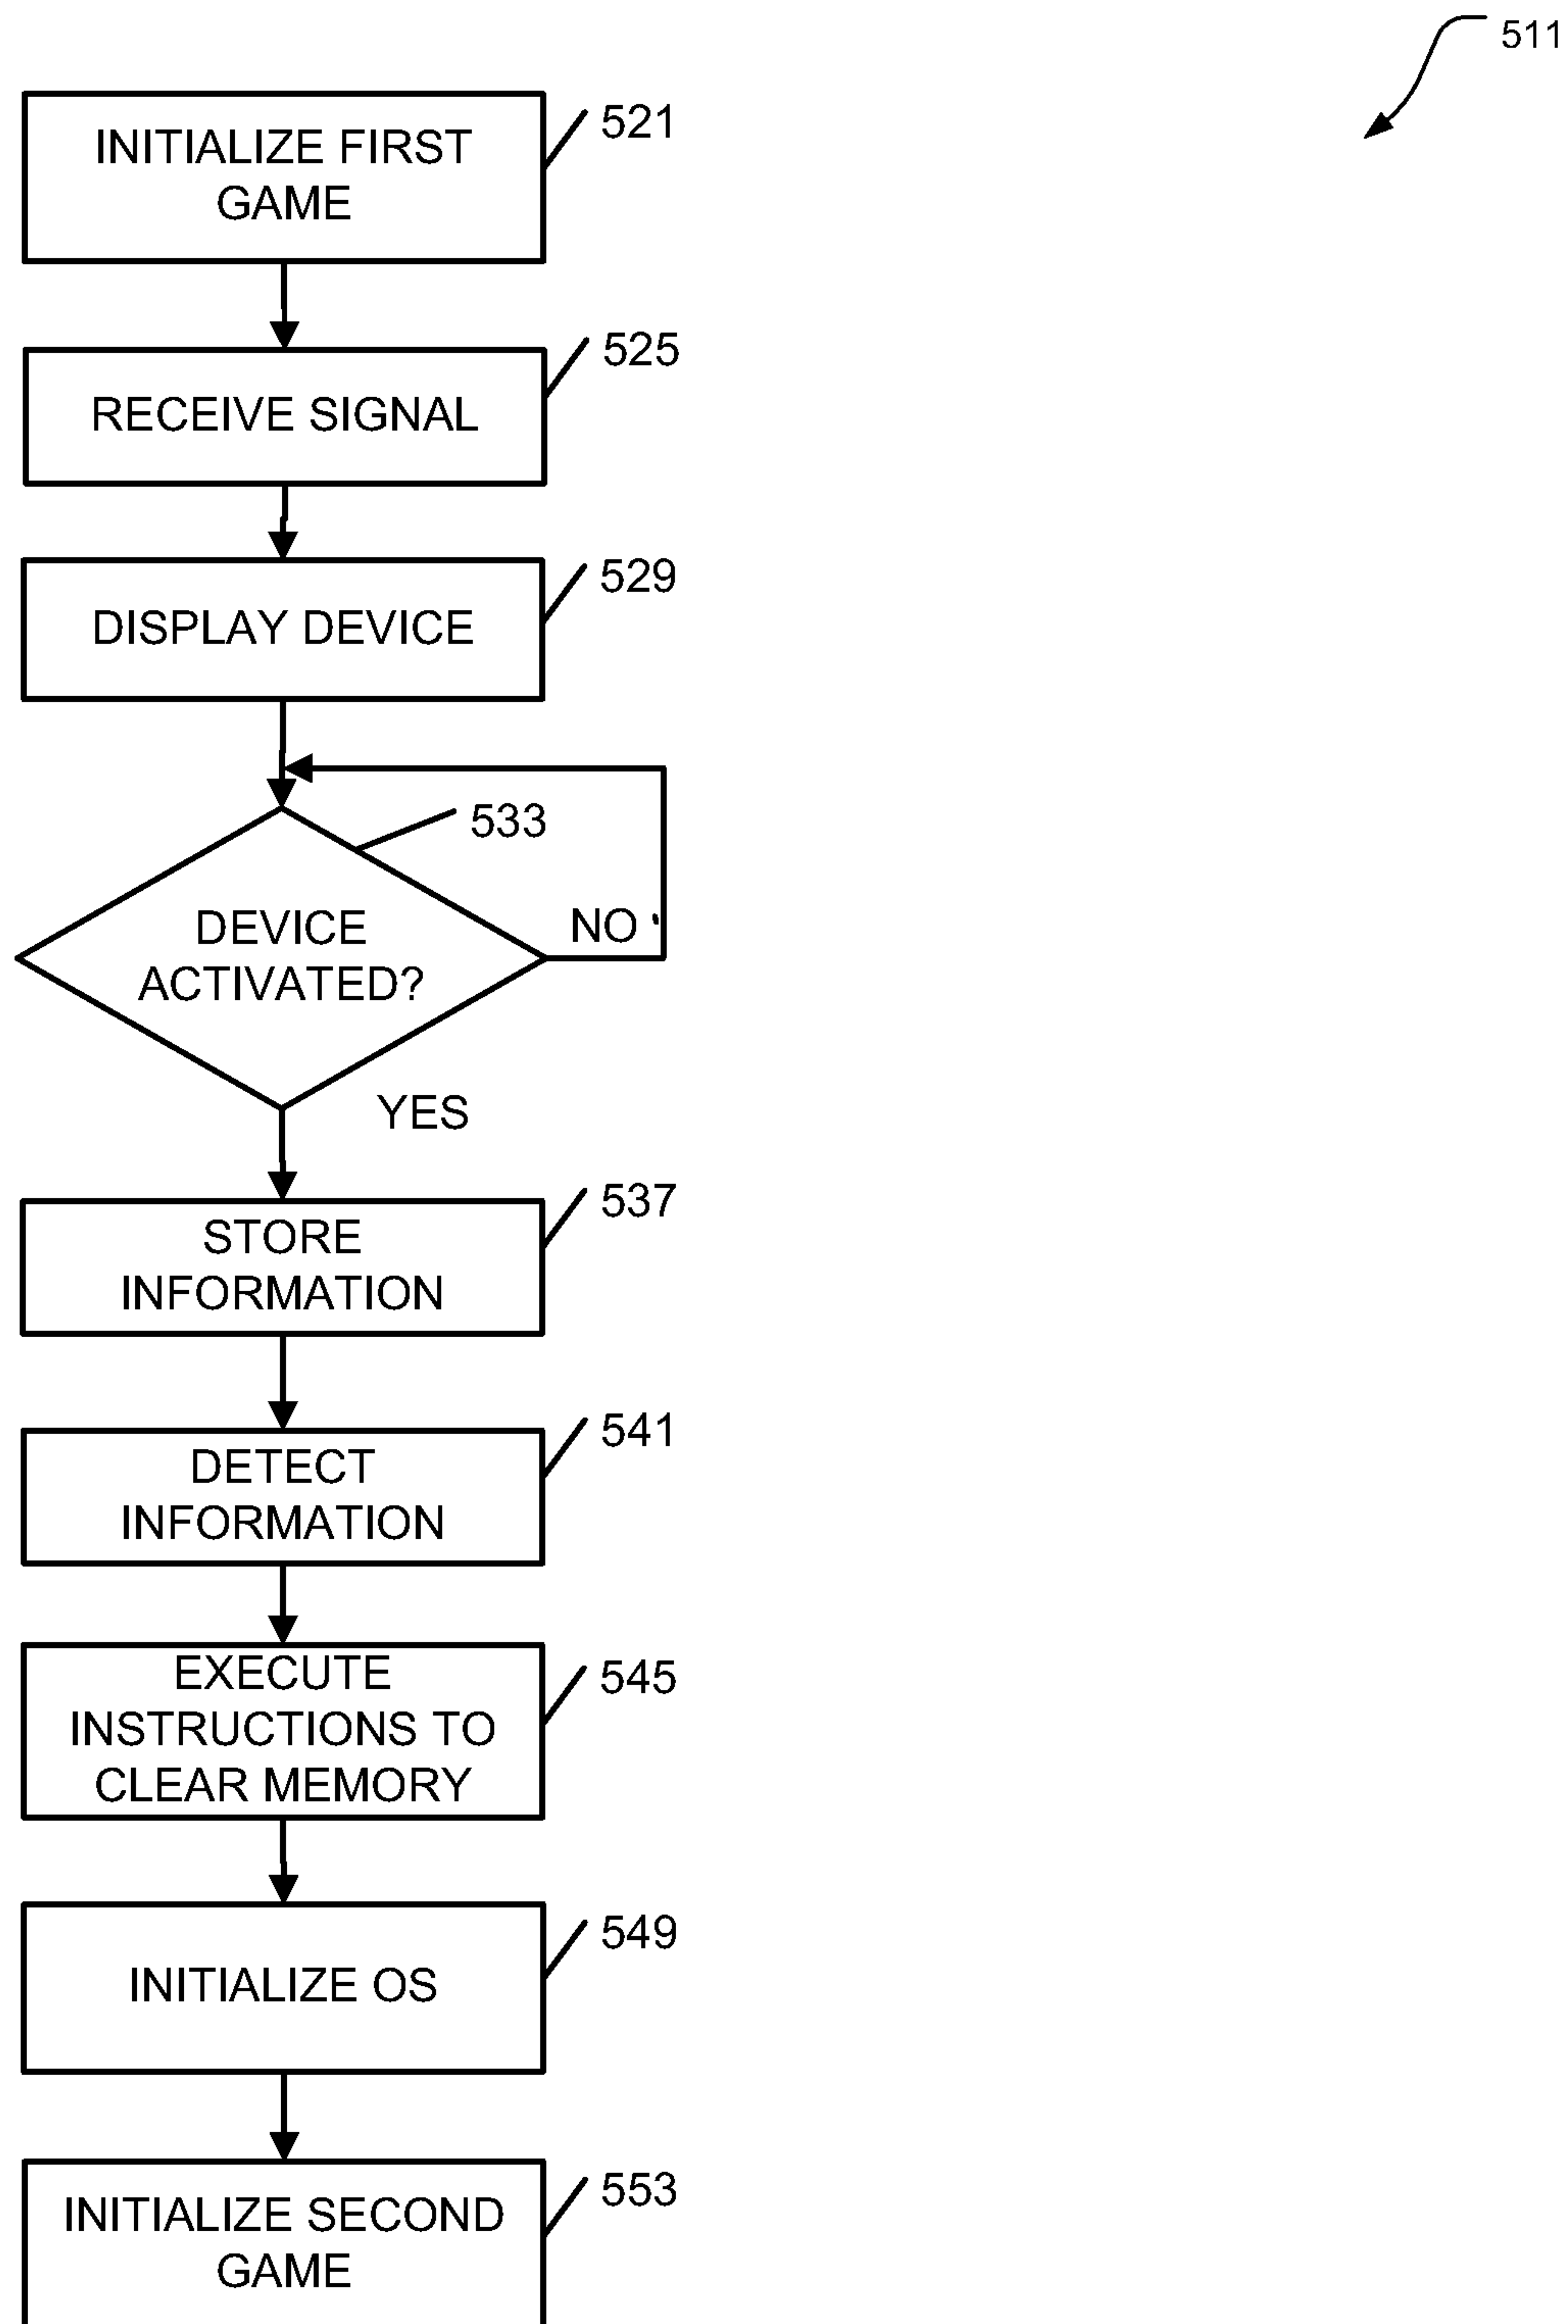 511
521
INITIALIZE FIRST
GAME
525
RECEIVE SIGNAL
529
DISPLAY DEVICE
533
DEVICE
ACTIVATED?
NO
YES
537
STORE
INFORMATION
541
DETECT
INFORMATION
545
EXECUTE
INSTRUCTIONS TO
CLEAR MEMORY
549
INITIALIZE OS
553
INITIALIZE SECOND
GAME